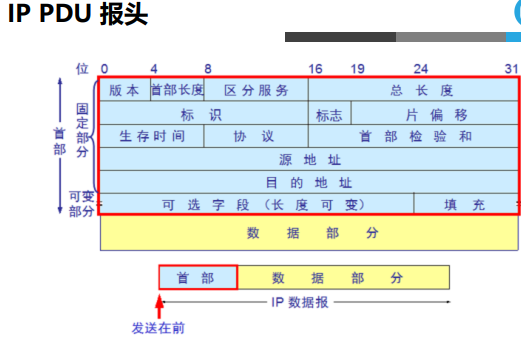 IP PDU 报头
位 0 4 8 16 19 24 31
版本 首部长度 区分服务 总长度
标识 标志 片偏移
生存时间 协议 首部检验和
源地址
目的地址
可选字段（长度可变） 填充
首部
固定部分
可变部分
数据部分
首部 数据部分
IP 数据报
发送在前